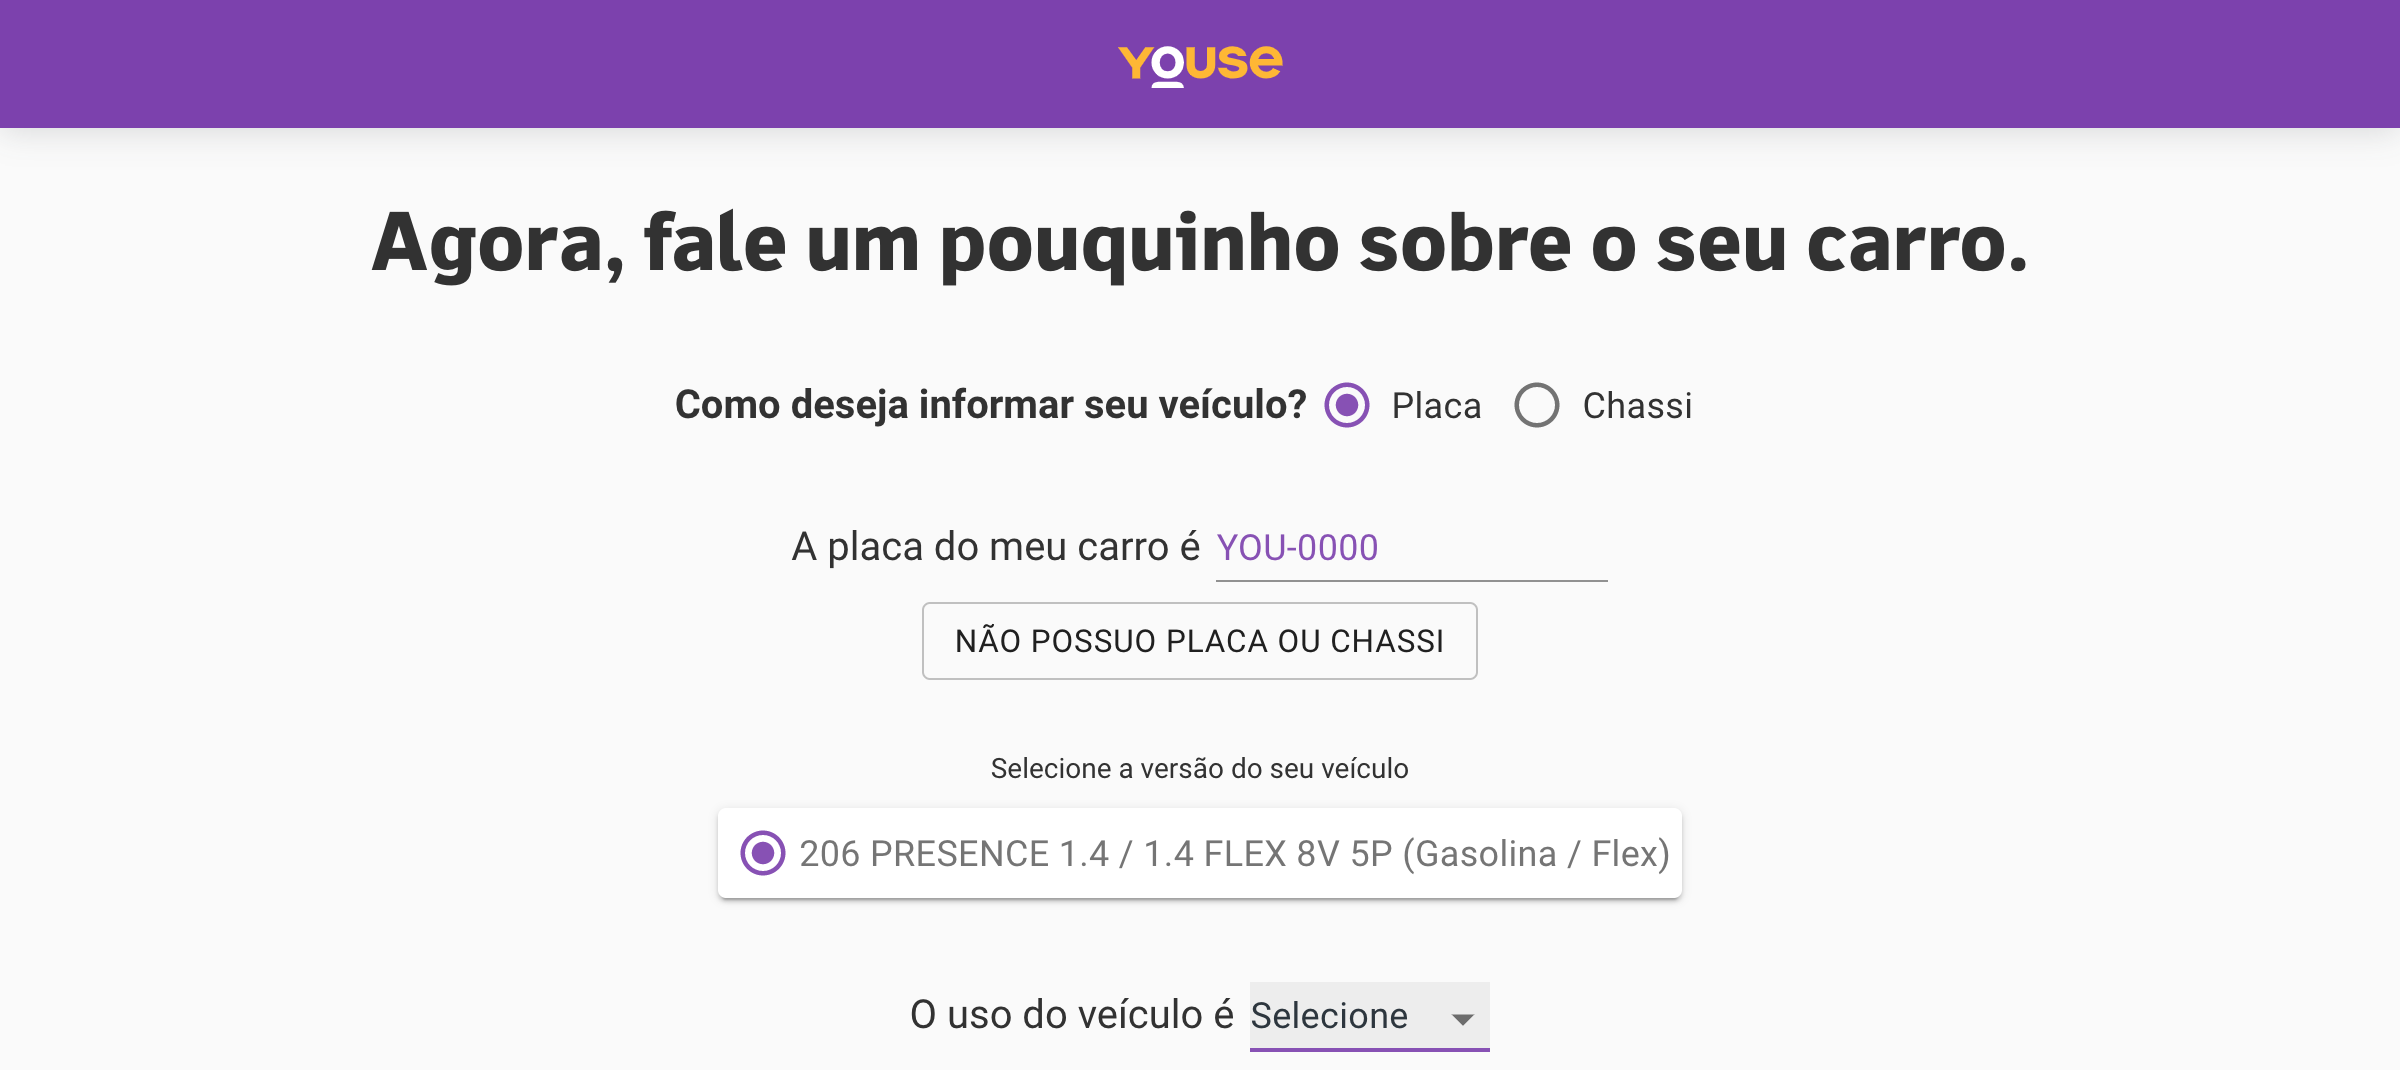 Youse
Agora, fale um pouquinho sobre o seu carro.
Como deseja informar seu veículo? Placa Chassi
A placa do meu carro é YOU-0000
NÃO POSSUO PLACA OU CHASSI
Selecione a versão do seu veículo
206 PRESENCE 1.4 / 1.4 FLEX 8V 5P (Gasolina / Flex)
O uso do veículo é Selecione